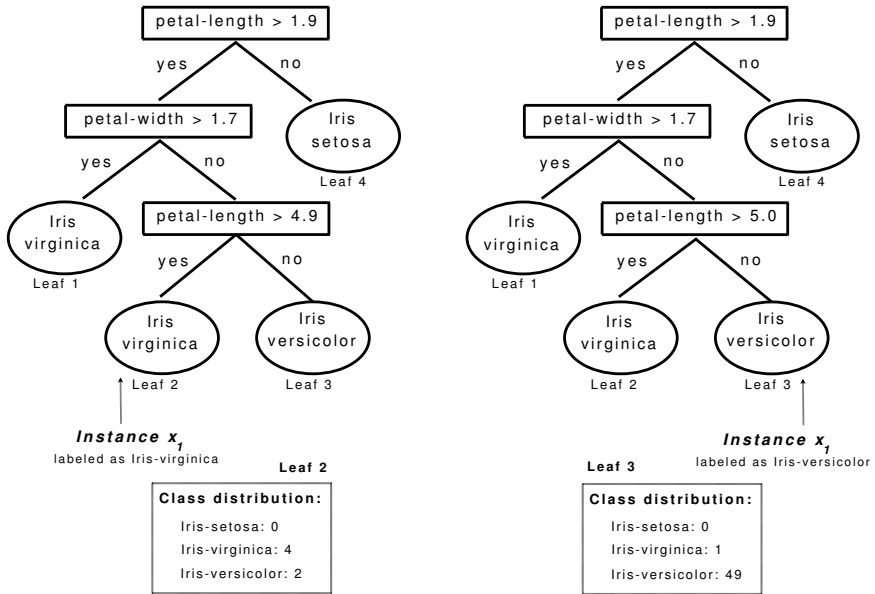 petal-length > 1.9
yes
no
petal-width > 1.7
Iris
setosa
Leaf 4
yes
no
Iris
virginica
Leaf 1
petal-length > 4.9
yes
no
Iris
virginica
Leaf 2
Iris
versicolor
Leaf 3
Instance x1
labeled as Iris-virginica
Leaf 2
Class distribution:
Iris-setosa: 0
Iris-virginica: 4
Iris-versicolor: 2
petal-length > 1.9
yes
no
petal-width > 1.7
Iris
setosa
Leaf 4
yes
no
Iris
virginica
Leaf 1
petal-length > 5.0
yes
no
Iris
virginica
Leaf 2
Iris
versicolor
Leaf 3
Instance x1
labeled as Iris-versicolor
Leaf 3
Class distribution:
Iris-setosa: 0
Iris-virginica: 1
Iris-versicolor: 49